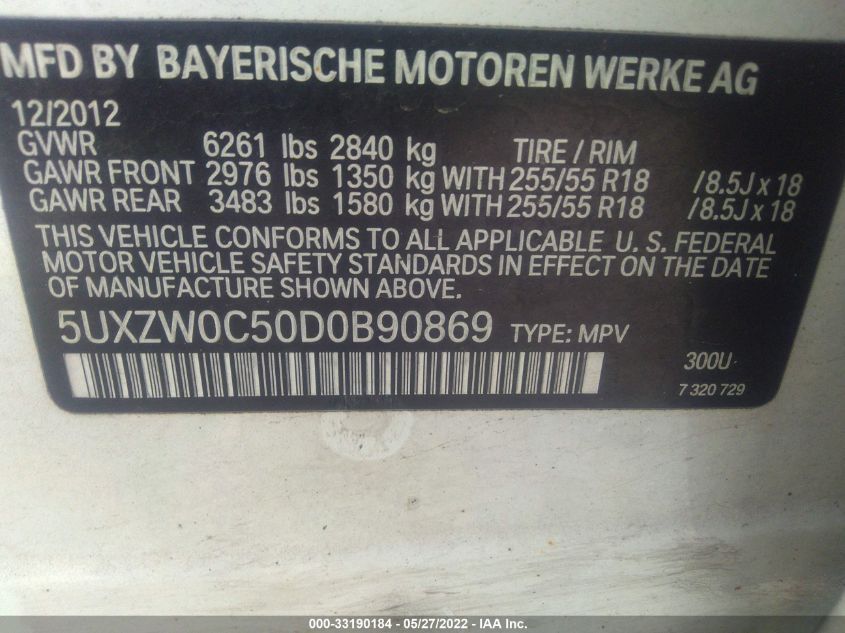 MFD BY BAYERISCHE MOTOREN WERKE AG
12/2012
GVWR 6261 lbs 2840 kg TIRE / RIM
GAWR FRONT 2976 lbs 1350 kg WITH 255/55 R18 /8.5J x 18
GAWR REAR 3483 lbs 1580 kg WITH 255/55 R18 /8.5J x 18
THIS VEHICLE CONFORMS TO ALL APPLICABLE U. S. FEDERAL
MOTOR VEHICLE SAFETY STANDARDS IN EFFECT ON THE DATE
OF MANUFACTURE SHOWN ABOVE.
5UXZW0C50D0B90869 TYPE: MPV
300U
7 320 729
000-33190184 - 05/27/2022 - IAA Inc.